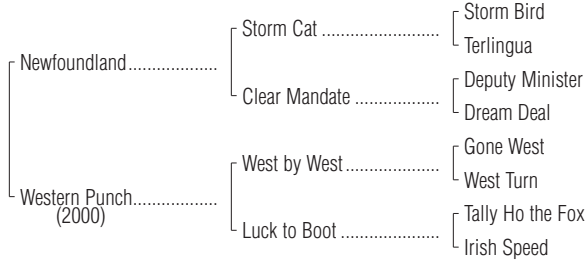 Storm Bird
Storm Cat ........................
Terlingua
Newfoundland..................
Deputy Minister
Clear Mandate .................
Dream Deal
Gone West
West by West...................
West Turn
Western Punch.................
(2000)
Tally Ho the Fox
Luck to Boot ....................
Irish Speed